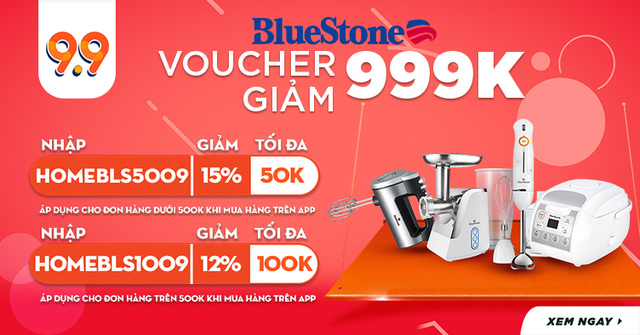 9.9
BlueStone
VOUCHER GIẢM 999K
NHẬP GIẢM TỐI ĐA
HOMEBLS5009 15% 50K
ÁP DỤNG CHO ĐƠN HÀNG DƯỚI 500K KHI MUA HÀNG TRÊN APP
NHẬP GIẢM TỐI ĐA
HOMEBLS1009 12% 100K
ÁP DỤNG CHO ĐƠN HÀNG TRÊN 500K KHI MUA HÀNG TRÊN APP
XEM NGAY